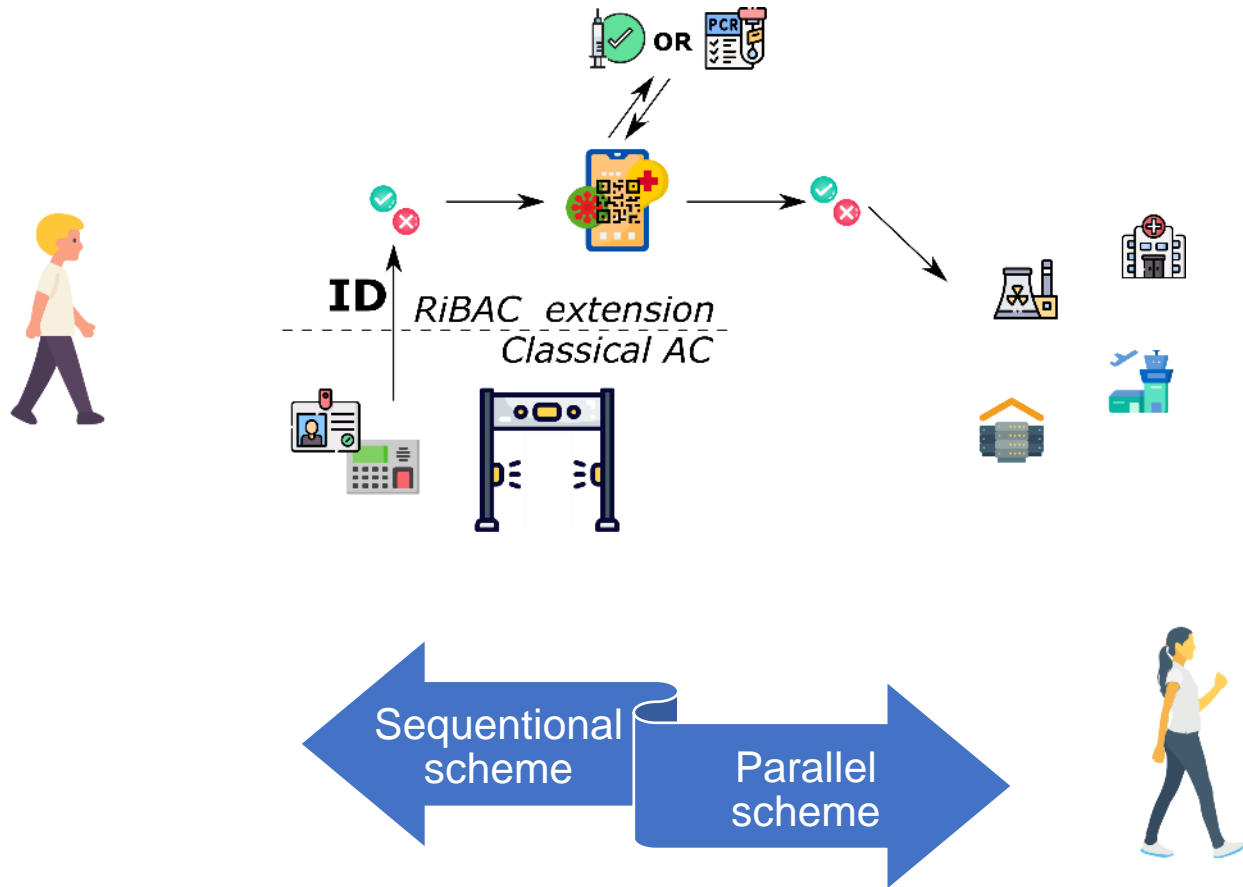 PCR
OR
ID
RiBAC extension
Classical AC
Sequentional
scheme
Parallel
scheme